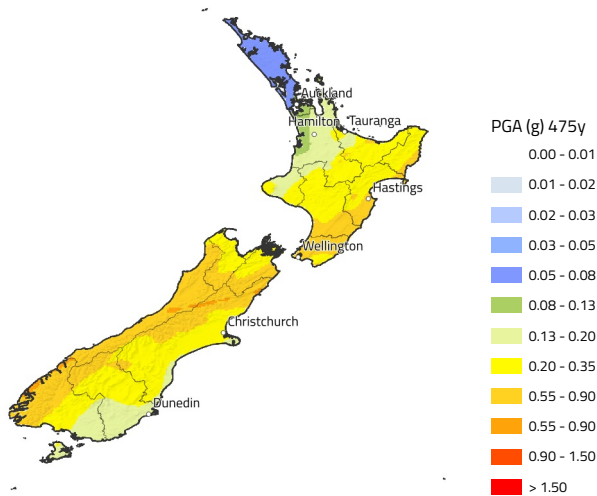 Auckland
Hamilton
Tauranga
Hastings
Wellington
Christchurch
Dunedin
PGA (g) 475y
0.00 - 0.01
0.01 - 0.02
0.02 - 0.03
0.03 - 0.05
0.05 - 0.08
0.08 - 0.13
0.13 - 0.20
0.20 - 0.35
0.55 - 0.90
0.55 - 0.90
0.90 - 1.50
> 1.50